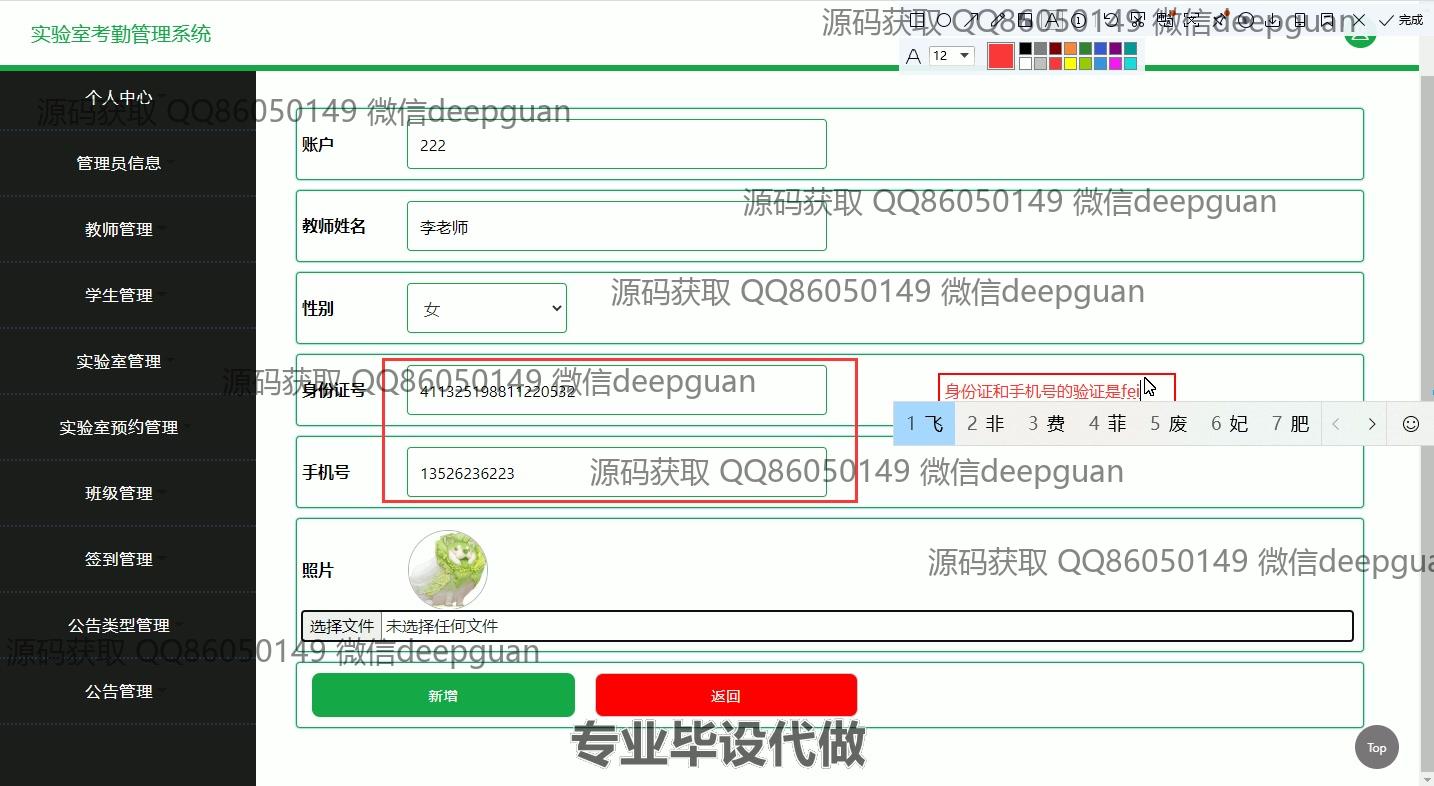 实验室考勤管理系统
源码获取 QQ86050149 微信deepguan
完成
A
12
个人中心
源码获取 QQ86050149 微信deepguan
账户
222
管理员信息
源码获取 QQ86050149 微信deepguan
教师姓名
李老师
教师管理
学生管理
源码获取 QQ86050149 微信deepguan
性别
女
实验室管理
源码获取 QQ86050149 微信deepguan
身份证号
411325198811220532
身份证和手机号的验证是fei
1 飞 2 非 3 费 4 菲 5 废 6 妃 7 肥
实验室预约管理
手机号
13526236223
源码获取 QQ86050149 微信deepguan
班级管理
签到管理
照片
源码获取 QQ86050149 微信deepgua
选择文件 未选择任何文件
公告类型管理
源码获取 QQ86050149 微信deepguan
公告管理
新增
返回
专业毕设代做
Top